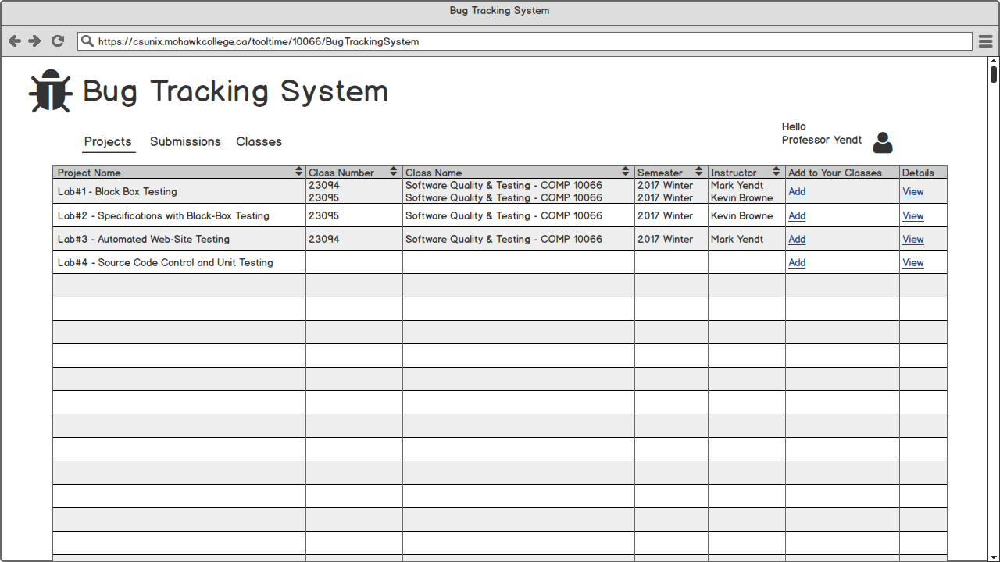 Bug Tracking System
https://csunix.mohawkcollege.ca/tooltime/10066/BugTrackingSystem
Bug Tracking System
Hello
Professor Yendt
Projects Submissions Classes
Project Name Class Number Class Name Semester Instructor Add to Your Classes Details
Lab#1 - Black Box Testing 23094 Software Quality & Testing - COMP 10066 2017 Winter Mark Yendt Add View
23095 Software Quality & Testing - COMP 10066 2017 Winter Kevin Browne
Lab#2 - Specifications with Black-Box Testing 23095 Software Quality & Testing - COMP 10066 2017 Winter Kevin Browne Add View
Lab#3 - Automated Web-Site Testing 23094 Software Quality & Testing - COMP 10066 2017 Winter Mark Yendt Add View
Lab#4 - Source Code Control and Unit Testing Add View